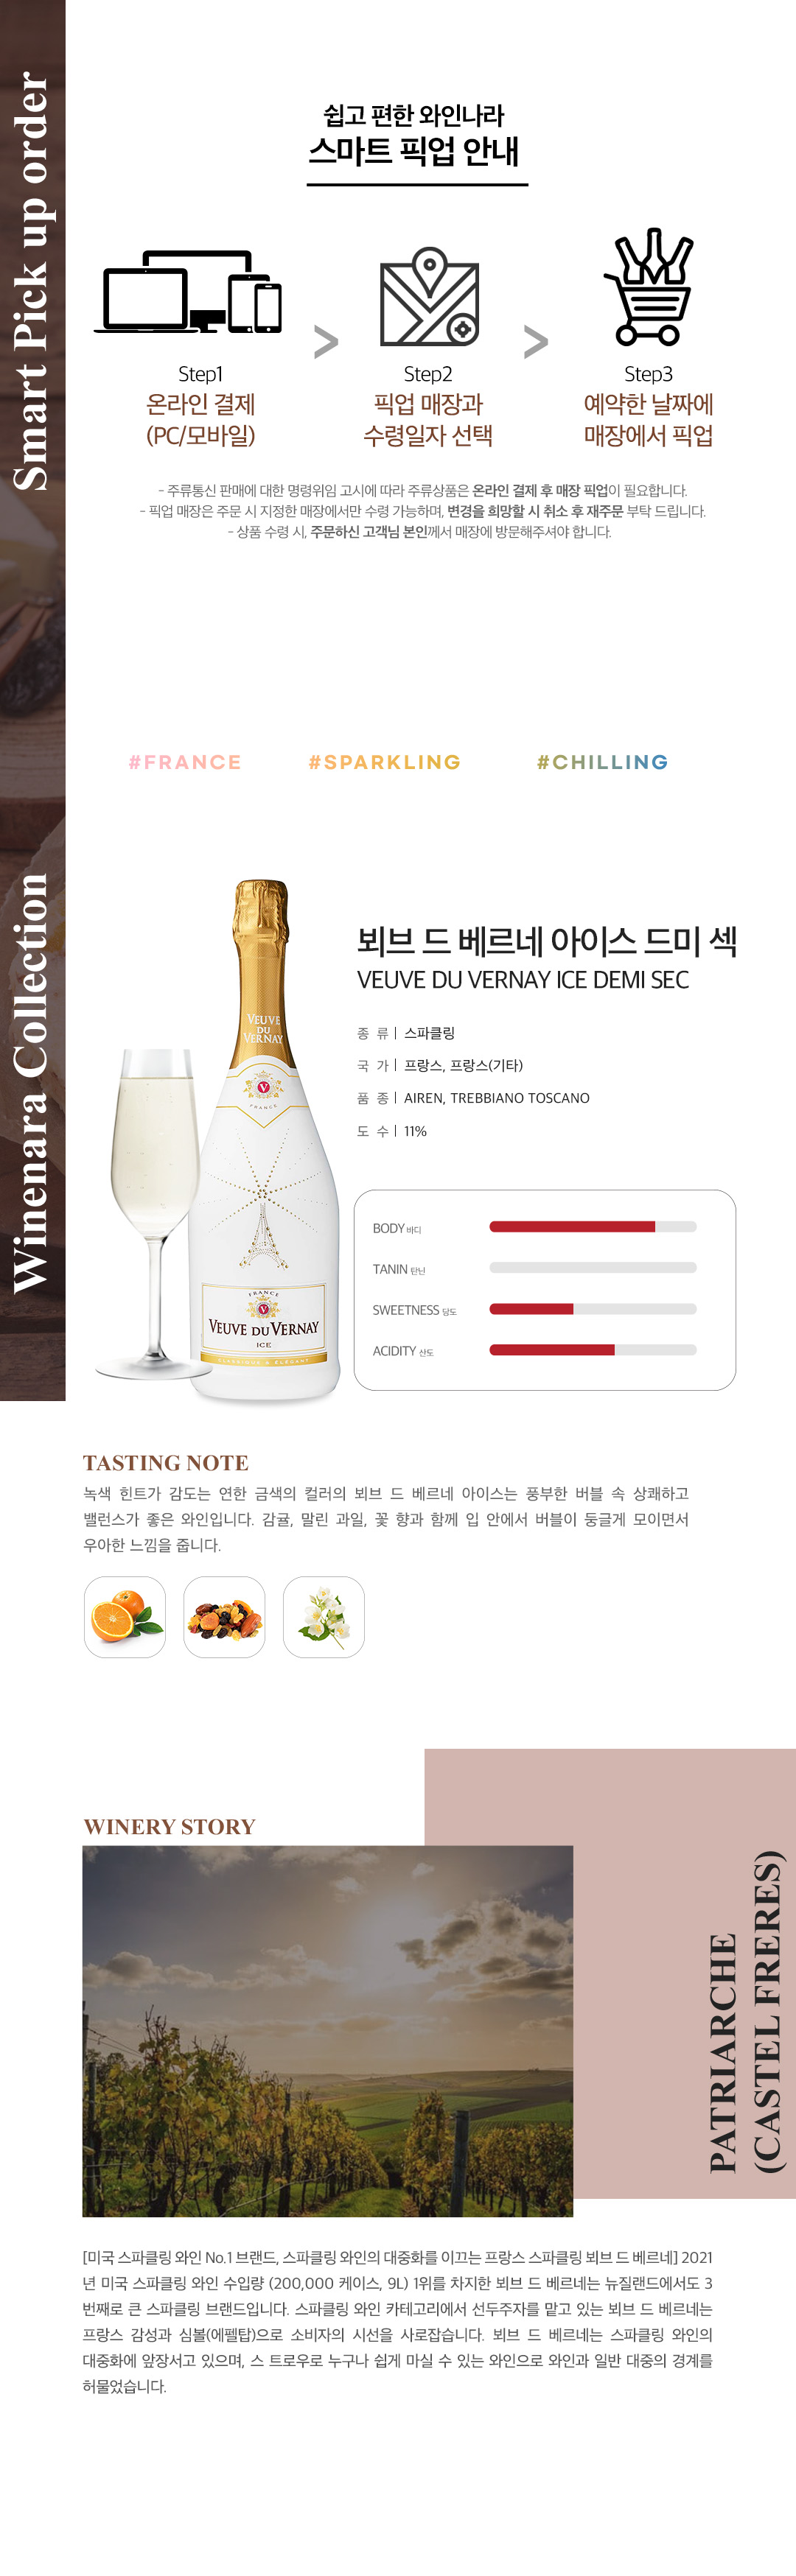 Smart Pick up order
쉽고 편한 와인나라
스마트 픽업 안내
Step1
온라인 결제
(PC/모바일)
>
Step2
픽업 매장과
수령일자 선택
>
Step3
예약한 날짜에
매장에서 픽업
- 주류통신 판매에 대한 명령위임 고시에 따라 주류상품은 온라인 결제 후 매장 픽업이 필요합니다.
- 픽업 매장은 주문 시 지정한 매장에서만 수령 가능하며, 변경을 희망할 시 취소 후 재주문 부탁 드립니다.
- 상품 수령 시, 주문하신 고객님 본인께서 매장에 방문해주셔야 합니다.
#FRANCE #SPARKLING #CHILLING
Winenara Collection
VEUVE
DU
VERNAY
V
FRANCE
FRANCE
V
VEUVE DU VERNAY
ICE
CLASSIQUE & ÉLÉGANT
뵈브 드 베르네 아이스 드미 섹
VEUVE DU VERNAY ICE DEMI SEC
종 류 | 스파클링
국 가 | 프랑스, 프랑스(기타)
품 종 | AIREN, TREBBIANO TOSCANO
도 수 | 11%
BODY 바디
TANIN 탄닌
SWEETNESS 당도
ACIDITY 산도
TASTING NOTE
녹색 힌트가 감도는 연한 금색의 컬러의 뵈브 드 베르네 아이스는 풍부한 버블 속 상쾌하고
밸런스가 좋은 와인입니다. 감귤, 말린 과일, 꽃 향과 함께 입 안에서 버블이 둥글게 모이면서
우아한 느낌을 줍니다.
WINERY STORY
PATRIARCHE
(CASTEL FRERES)
[미국 스파클링 와인 No.1 브랜드, 스파클링 와인의 대중화를 이끄는 프랑스 스파클링 뵈브 드 베르네] 2021
년 미국 스파클링 와인 수입량 (200,000 케이스, 9L) 1위를 차지한 뵈브 드 베르네는 뉴질랜드에서도 3
번째로 큰 스파클링 브랜드입니다. 스파클링 와인 카테고리에서 선두주자를 맡고 있는 뵈브 드 베르네는
프랑스 감성과 심볼(에펠탑)으로 소비자의 시선을 사로잡습니다. 뵈브 드 베르네는 스파클링 와인의
대중화에 앞장서고 있으며, 스 트로우로 누구나 쉽게 마실 수 있는 와인으로 와인과 일반 대중의 경계를
허물었습니다.